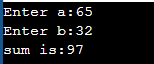 Enter a:65
Enter b:32
sum is:97